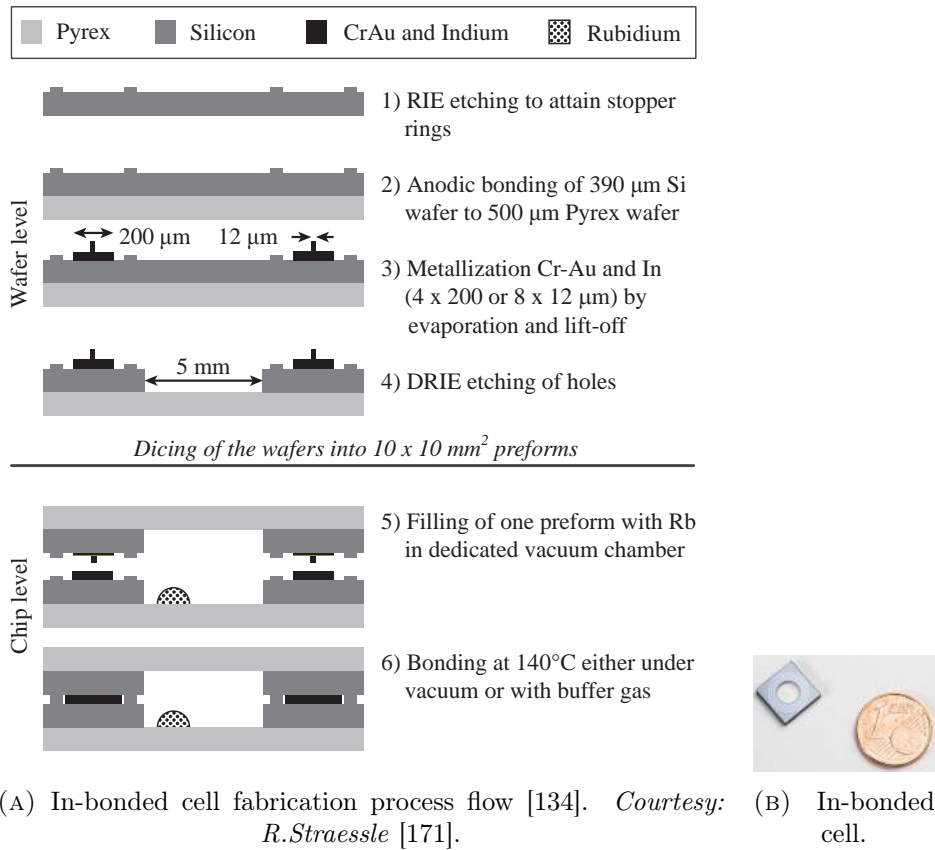 Pyrex Silicon CrAu and Indium Rubidium
Wafer level
1) RIE etching to attain stopper
rings
2) Anodic bonding of 390 µm Si
wafer to 500 µm Pyrex wafer
200 µm 12 µm
3) Metallization Cr-Au and In
(4 x 200 or 8 x 12 µm) by
evaporation and lift-off
5 mm
4) DRIE etching of holes
Dicing of the wafers into 10 x 10 mm² preforms
Chip level
5) Filling of one preform with Rb
in dedicated vacuum chamber
6) Bonding at 140°C either under
vacuum or with buffer gas
1 CENT
(A) In-bonded cell fabrication process flow [134]. Courtesy:
R.Straessle [171].
(B) In-bonded
cell.